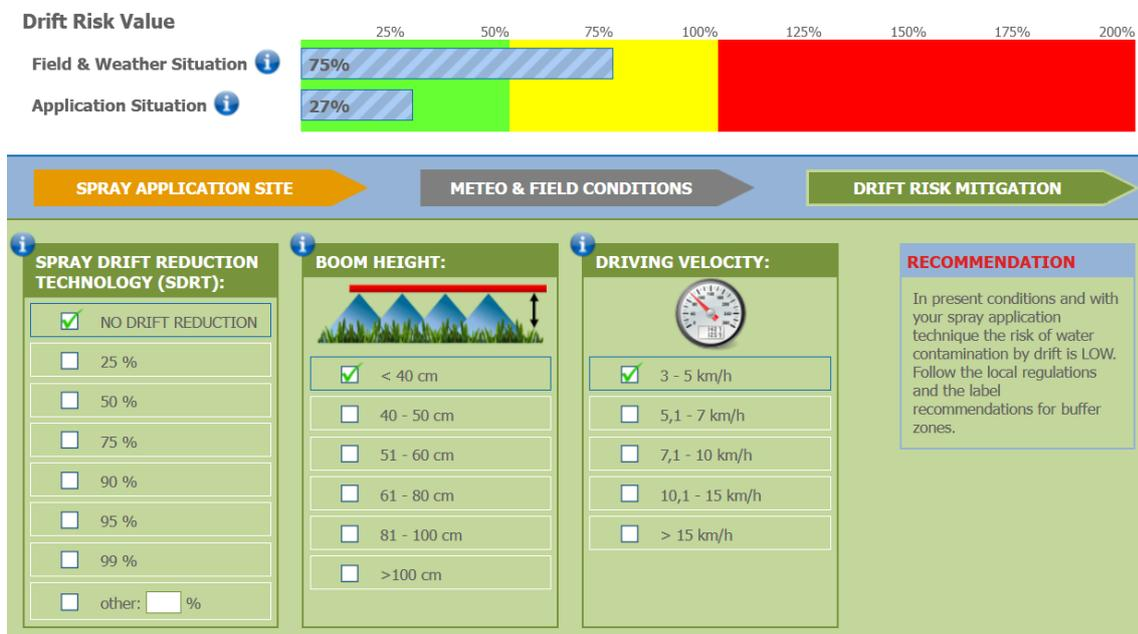 Drift Risk Value
25% 50% 75% 100% 125% 150% 175% 200%
Field & Weather Situation i 75%
Application Situation i 27%
SPRAY APPLICATION SITE METEO & FIELD CONDITIONS DRIFT RISK MITIGATION
i
SPRAY DRIFT REDUCTION
TECHNOLOGY (SDRT):
NO DRIFT REDUCTION
25 %
50 %
75 %
90 %
95 %
99 %
other: %
i
BOOM HEIGHT:
< 40 cm
40 - 50 cm
51 - 60 cm
61 - 80 cm
81 - 100 cm
>100 cm
i
DRIVING VELOCITY:
3 - 5 km/h
5,1 - 7 km/h
7,1 - 10 km/h
10,1 - 15 km/h
> 15 km/h
RECOMMENDATION
In present conditions and with
your spray application
technique the risk of water
contamination by drift is LOW.
Follow the local regulations
and the label
recommendations for buffer
zones.